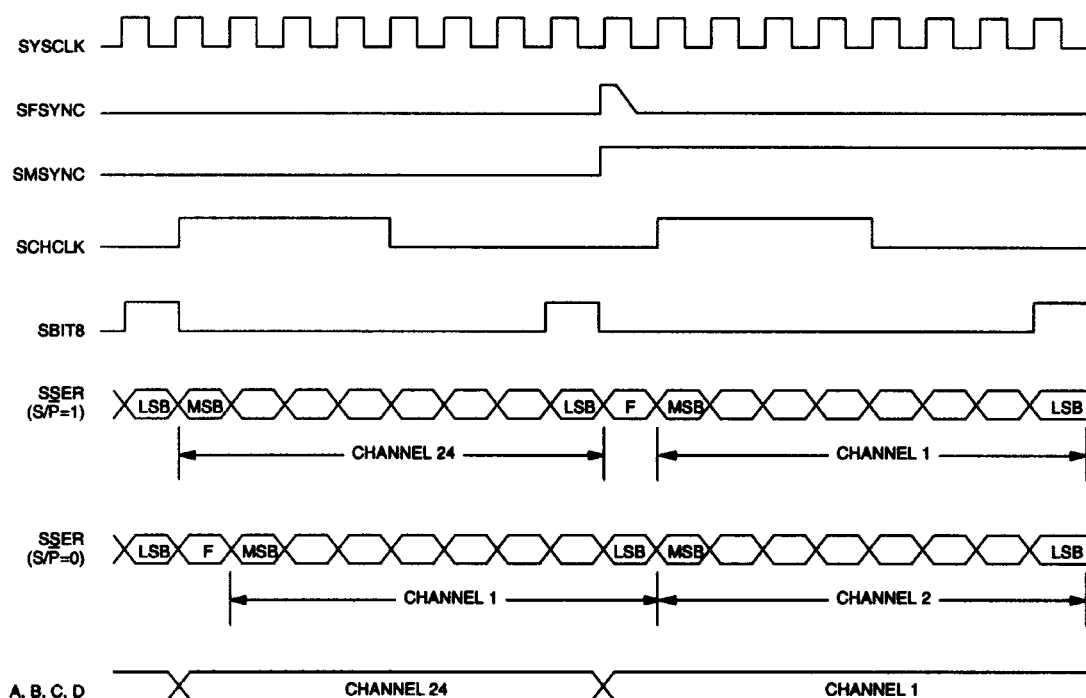 SYSCLK
SFSYNC
SMSYNC
SCHCLK
SBIT8
SSER
(S/P=1)
LSB MSB LSB F MSB LSB
CHANNEL 24 CHANNEL 1
SSER
(S/P=0)
LSB F MSB LSB MSB LSB
CHANNEL 1 CHANNEL 2
A, B, C, D CHANNEL 24 CHANNEL 1